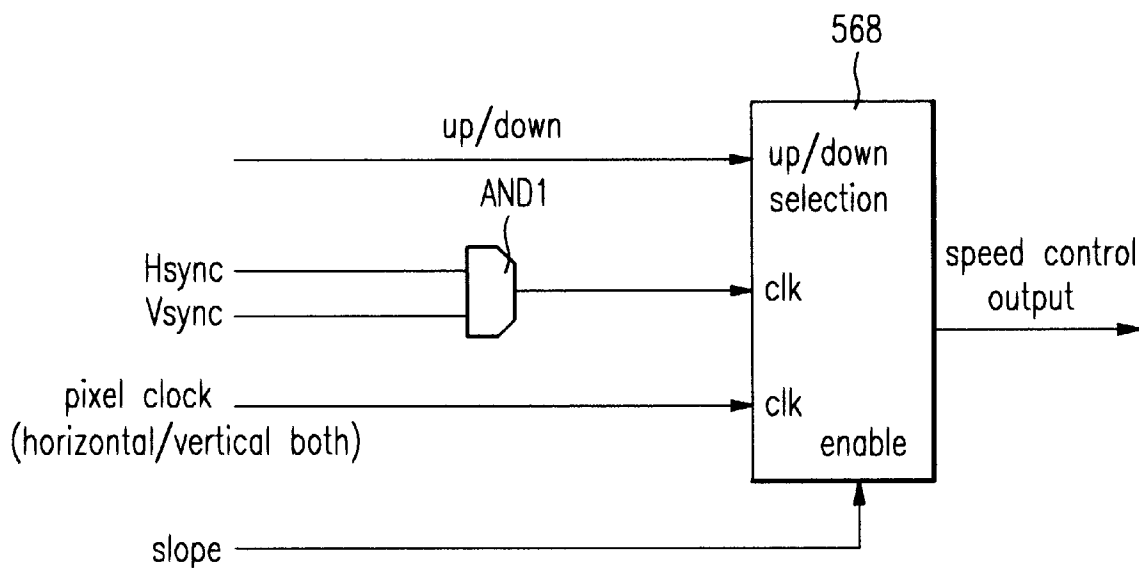 568
up/down
up/down
selection
AND1
Hsync
Vsync
clk
speed control
output
pixel clock
(horizontal/vertical both)
clk
enable
slope